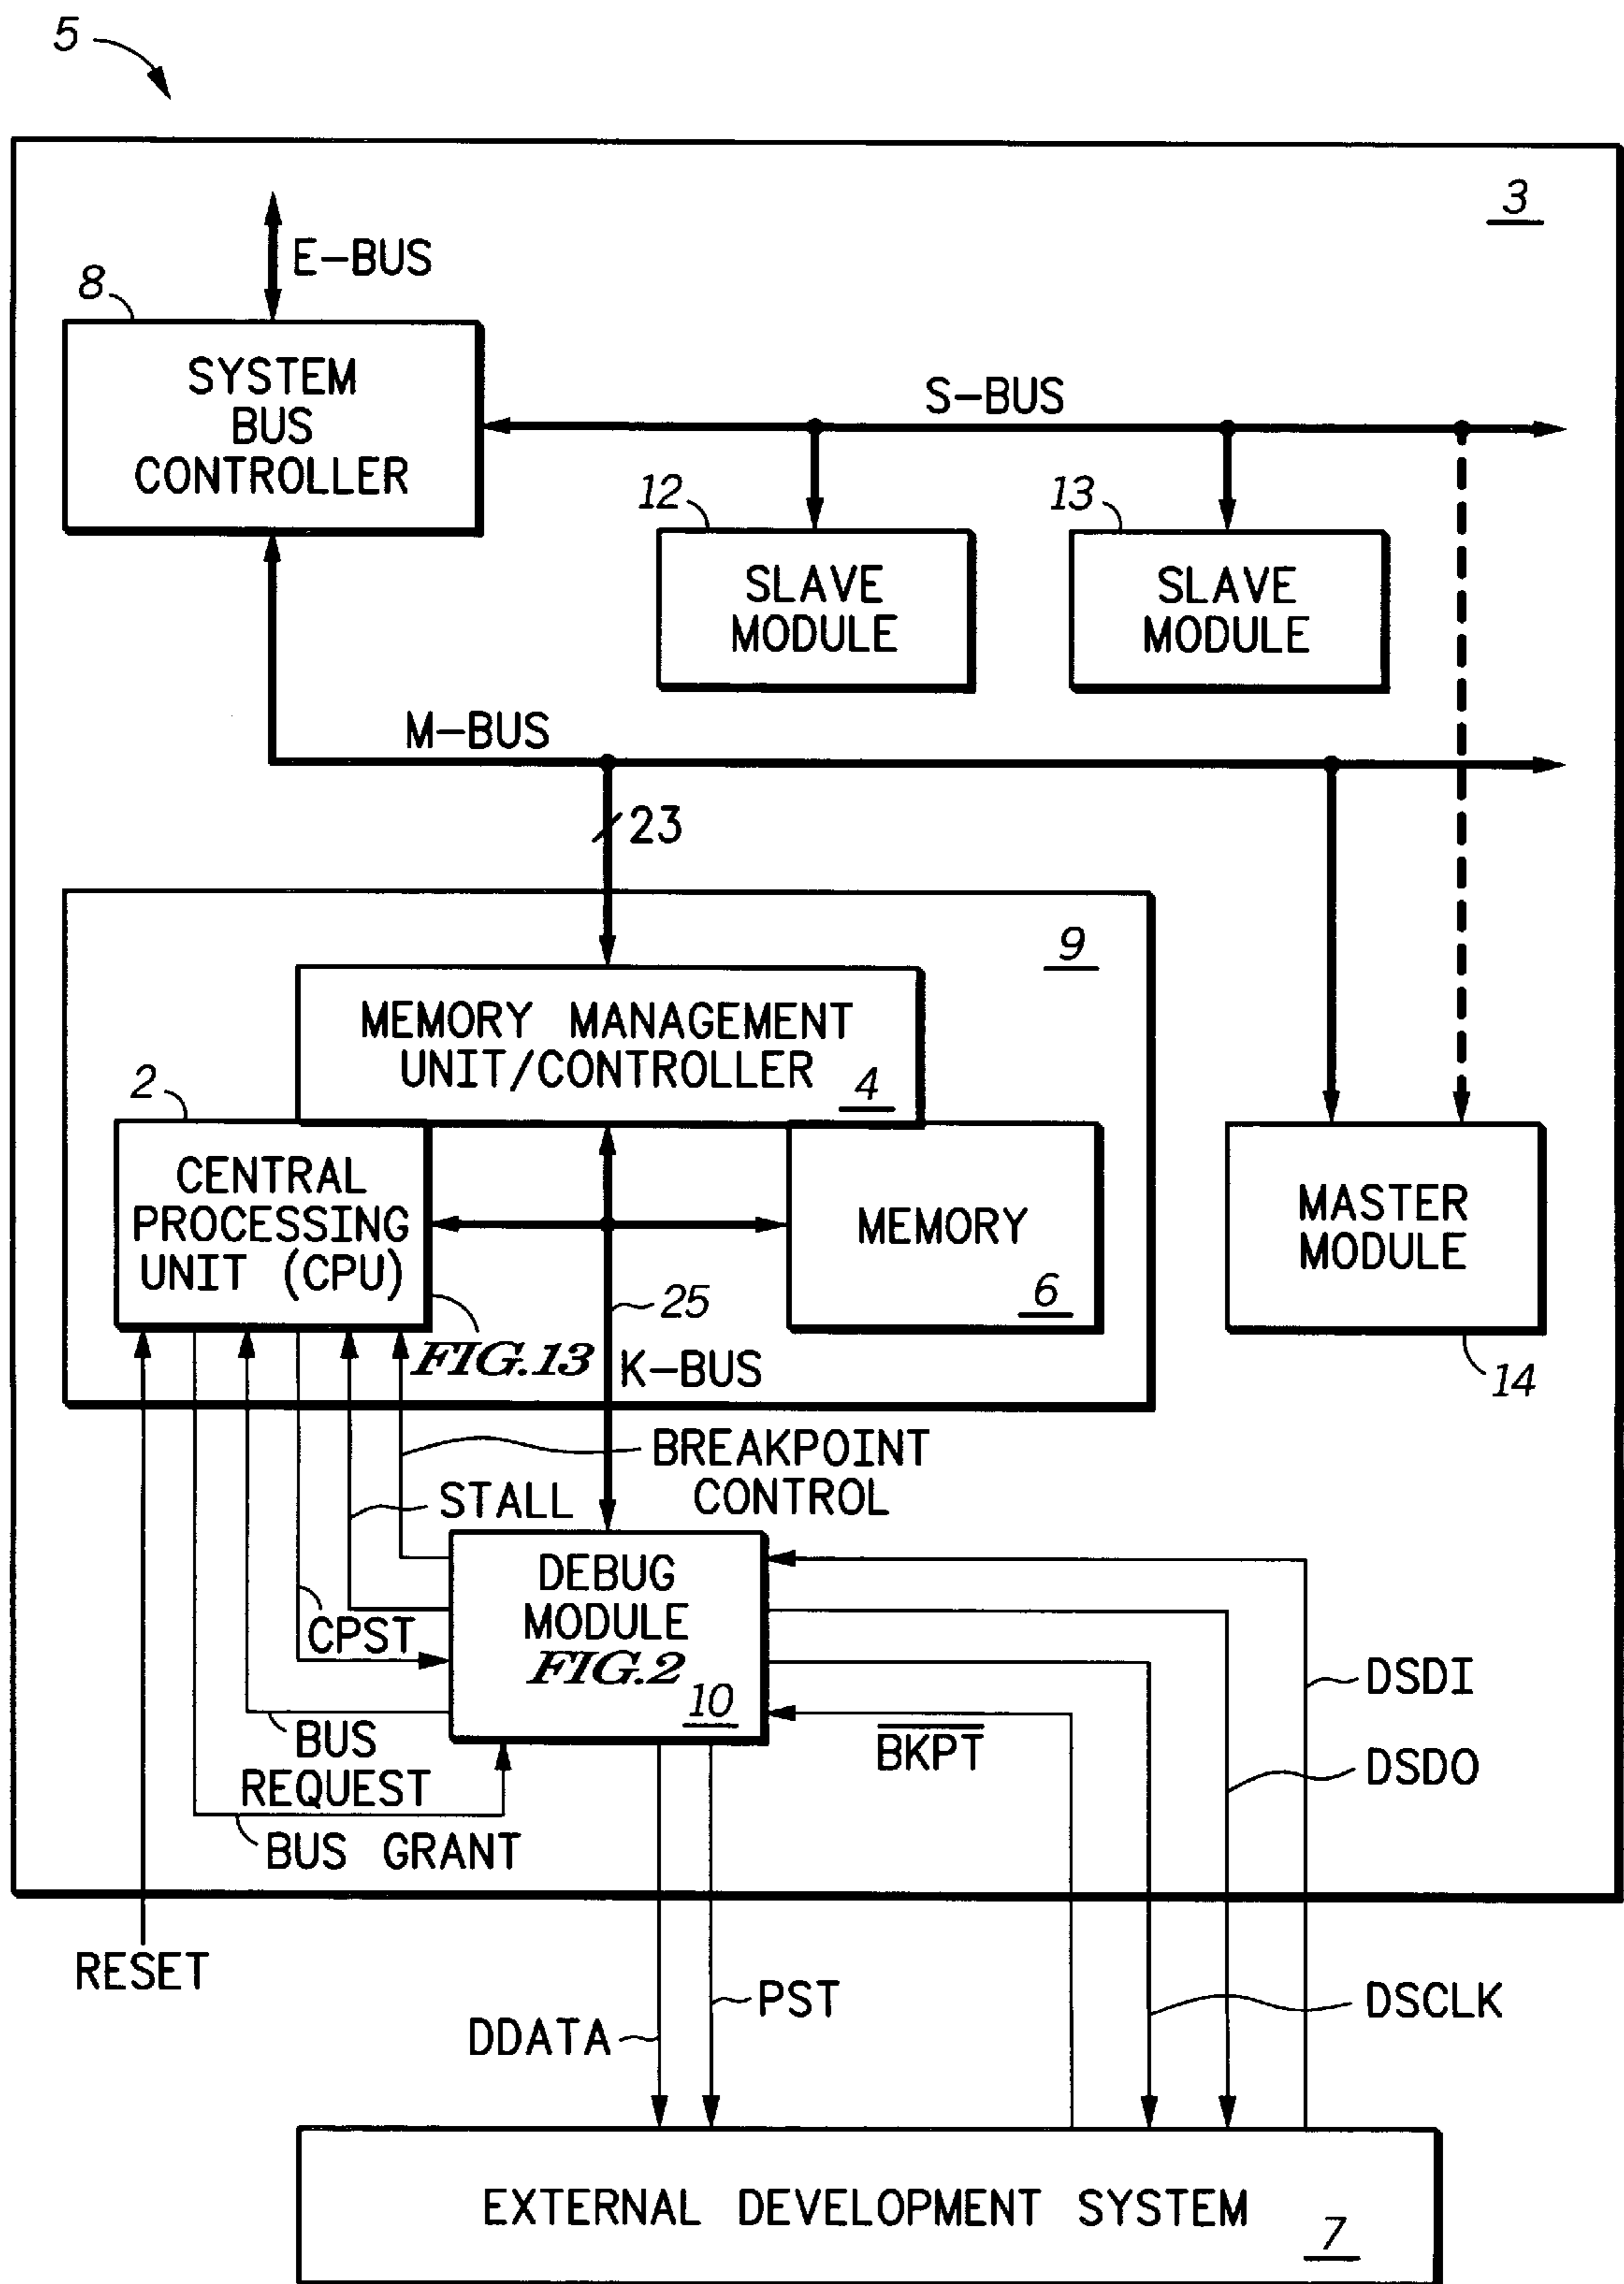 5
3
E-BUS
8
SYSTEM
BUS
CONTROLLER
S-BUS
12
13
SLAVE
MODULE
SLAVE
MODULE
M-BUS
23
9
MEMORY MANAGEMENT
UNIT/CONTROLLER
4
2
CENTRAL
PROCESSING
UNIT (CPU)
MEMORY
6
MASTER
MODULE
14
25
FIG.13
K-BUS
BREAKPOINT
CONTROL
STALL
DEBUG
MODULE
FIG.2
10
CPST
BUS
REQUEST
BUS GRANT
BKPT
DSDI
DSDO
RESET
PST
DDATA
DSCLK
EXTERNAL DEVELOPMENT SYSTEM
7